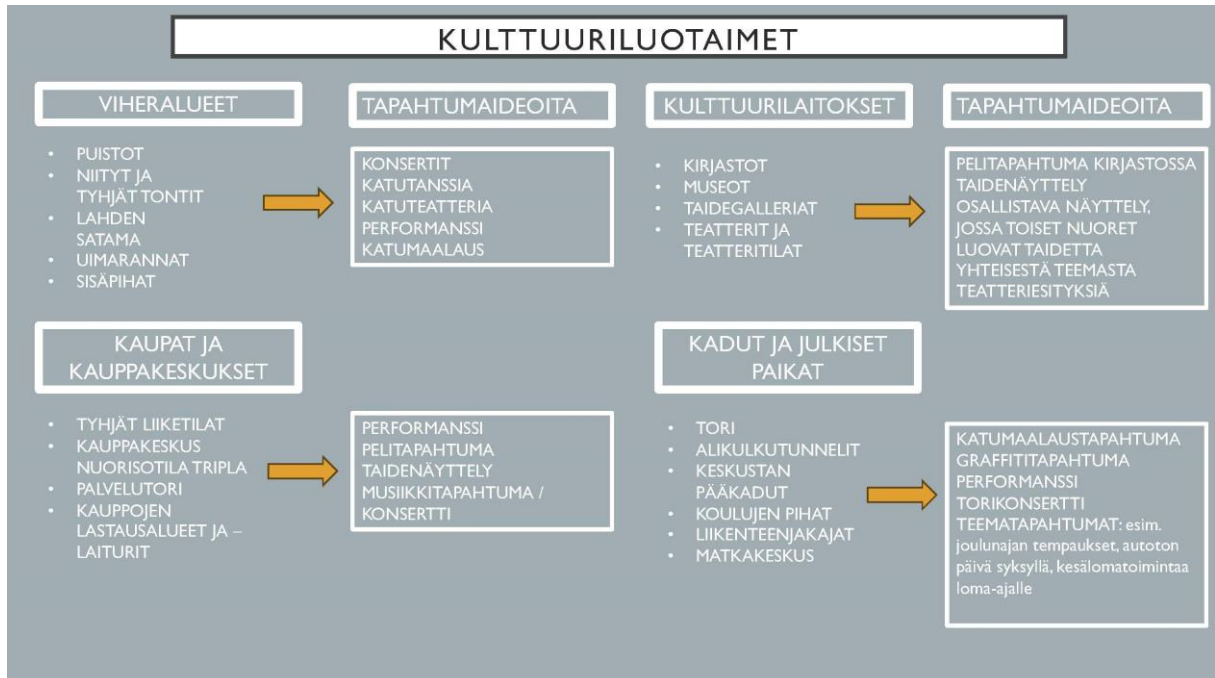 KULTTUURILUOTAIMET
VIHERALUEET
• PUISTOT
• NIITYT JA
TYHJÄT TONTIT
• LAHDEN
SATAMA
• UIMARANNAT
• SISÄPIHAT
TAPAHTUMAIDEOITA
KONSERTIT
KATUTANSSIA
KATUTEATTERIA
PERFORMANSSI
KATUMAALAUS
KULTTUURILAITOKSET
• KIRJASTOT
• MUSEOT
• TAIDEGALLERIAT
• TEATTERIT JA
TEATTERITILAT
TAPAHTUMAIDEOITA
PELITAPAHTUMA KIRJASTOSSA
TAIDENÄYTTELY
OSALLISTAVA NÄYTTELY,
JOSSA TOISET NUORET
LUOVAT TAIDETTA
YHTEISESTÄ TEEMASTA
TEATTERIESITYKSIÄ
KAUPAT JA
KAUPPAKESKUKSET
• TYHJÄT LIIKETILAT
• KAUPPAKESKUS
NUORISOTILA TRIPLA
• PALVELUTORI
• KAUPPOJEN
LASTAUSALUEET JA –
LAITURIT
PERFORMANSSI
PELITAPAHTUMA
TAIDENÄYTTELY
MUSIIKKITAPAHTUMA /
KONSERTTI
KADUT JA JULKISET
PAIKAT
• TORI
• ALIKULKUTUNNELIT
• KESKUSTAN
PÄÄKADUT
• KOULUJEN PIHAT
• LIIKENTEENJAKAJAT
• MATKAKESKUS
KATUMAALAUSTAPAHTUMA
GRAFFITITAPAHTUMA
PERFORMANSSI
TORIKONSERTTI
TEEMATAPAHTUMAT: esim.
joulunajan tempaukset, autoton
päivä syksyllä, kesälomatoimintaa
loma-ajalle